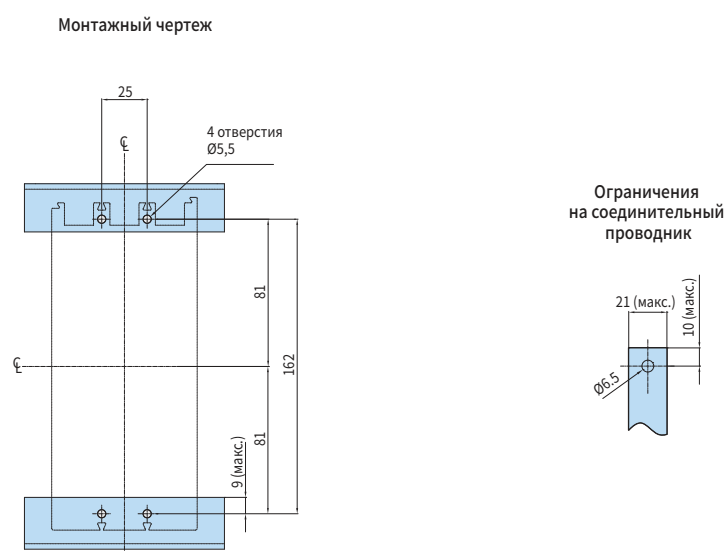 Монтажный чертеж
25
℄
4 отверстия
Ø5,5
81
℄
162
81
9 (макс.)
Ограничения
на соединительный
проводник
21 (макс.)
10 (макс.)
Ø6.5